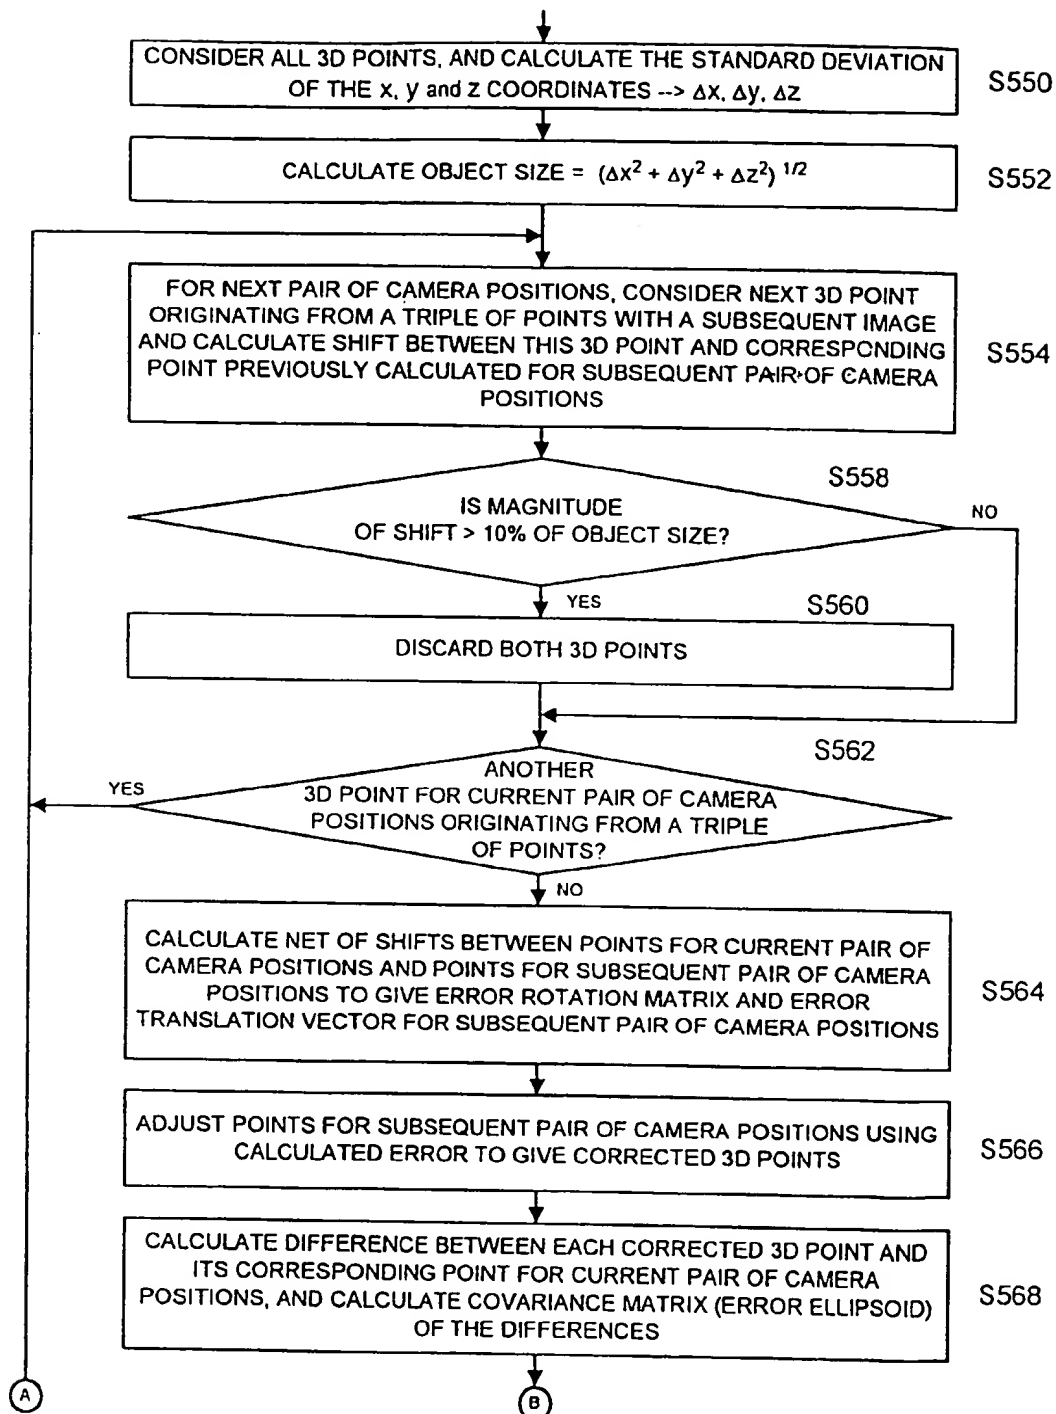 CONSIDER ALL 3D POINTS, AND CALCULATE THE STANDARD DEVIATION
OF THE x, y and z COORDINATES --> Δx, Δy, Δz
S550
CALCULATE OBJECT SIZE = (Δx² + Δy² + Δz²) ¹ᐟ²
S552
FOR NEXT PAIR OF CAMERA POSITIONS, CONSIDER NEXT 3D POINT
ORIGINATING FROM A TRIPLE OF POINTS WITH A SUBSEQUENT IMAGE
AND CALCULATE SHIFT BETWEEN THIS 3D POINT AND CORRESPONDING
POINT PREVIOUSLY CALCULATED FOR SUBSEQUENT PAIR OF CAMERA
POSITIONS
S554
S558
IS MAGNITUDE
OF SHIFT > 10% OF OBJECT SIZE?
NO
YES
S560
DISCARD BOTH 3D POINTS
S562
ANOTHER
3D POINT FOR CURRENT PAIR OF CAMERA
POSITIONS ORIGINATING FROM A TRIPLE
OF POINTS?
YES
NO
CALCULATE NET OF SHIFTS BETWEEN POINTS FOR CURRENT PAIR OF
CAMERA POSITIONS AND POINTS FOR SUBSEQUENT PAIR OF CAMERA
POSITIONS TO GIVE ERROR ROTATION MATRIX AND ERROR
TRANSLATION VECTOR FOR SUBSEQUENT PAIR OF CAMERA POSITIONS
S564
ADJUST POINTS FOR SUBSEQUENT PAIR OF CAMERA POSITIONS USING
CALCULATED ERROR TO GIVE CORRECTED 3D POINTS
S566
CALCULATE DIFFERENCE BETWEEN EACH CORRECTED 3D POINT AND
ITS CORRESPONDING POINT FOR CURRENT PAIR OF CAMERA
POSITIONS, AND CALCULATE COVARIANCE MATRIX (ERROR ELLIPSOID)
OF THE DIFFERENCES
S568
A
B